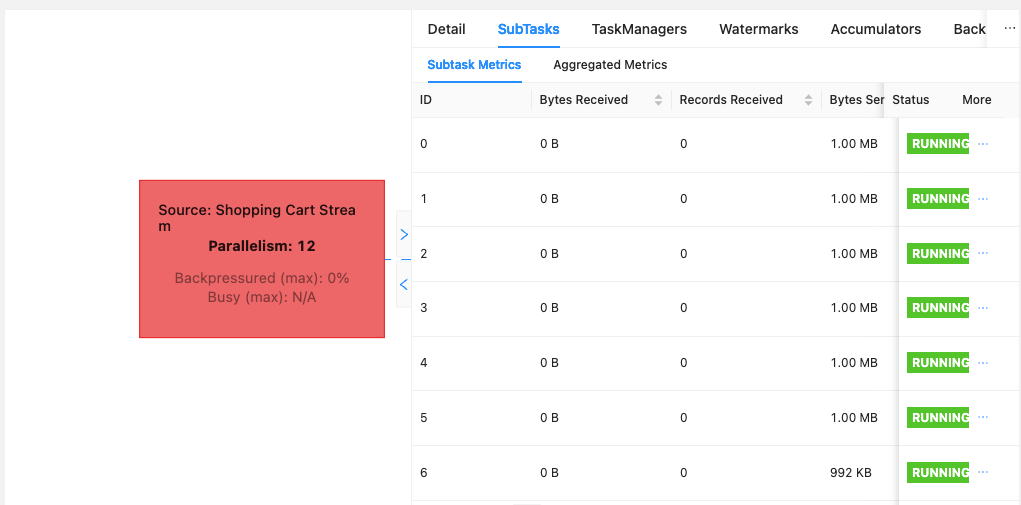 Detail SubTasks TaskManagers Watermarks Accumulators Back ...
Subtask Metrics Aggregated Metrics
ID Bytes Received Records Received Bytes Ser Status More
0 0 B 0 1.00 MB RUNNING ...
1 0 B 0 1.00 MB RUNNING ...
2 0 B 0 1.00 MB RUNNING ...
3 0 B 0 1.00 MB RUNNING ...
4 0 B 0 1.00 MB RUNNING ...
5 0 B 0 1.00 MB RUNNING ...
6 0 B 0 992 KB RUNNING ...
Source: Shopping Cart Strea
m
Parallelism: 12
Backpressured (max): 0%
Busy (max): N/A